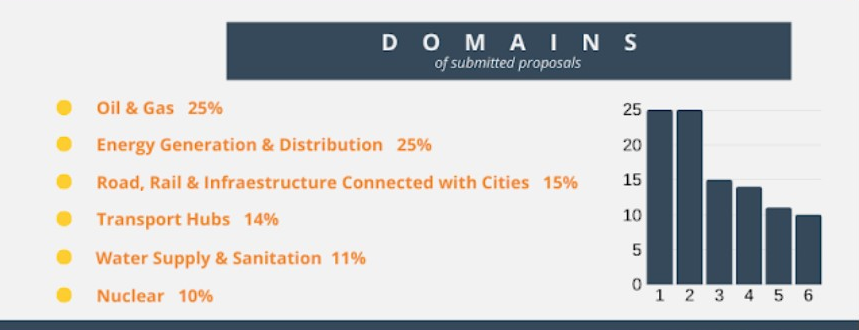 D O M A I N S
of submitted proposals
Oil & Gas 25%
Energy Generation & Distribution 25%
Road, Rail & Infraestructure Connected with Cities 15%
Transport Hubs 14%
Water Supply & Sanitation 11%
Nuclear 10%
25
20
15
10
5
0
1 2 3 4 5 6